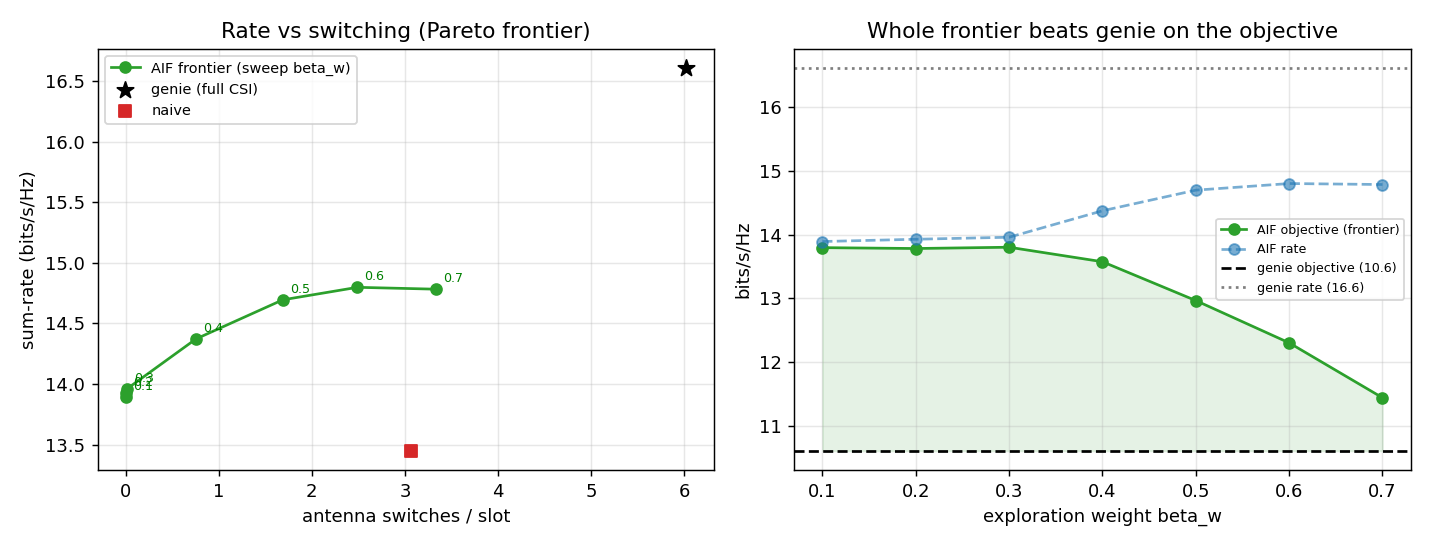 Rate vs switching (Pareto frontier)
AIF frontier (sweep beta_w)
genie (full CSI)
naive
16.5
16.0
15.5
15.0
14.5
14.0
13.5
sum-rate (bits/s/Hz)
0.1
0.3
0.4
0.5
0.6
0.7
0
1
2
3
4
5
6
antenna switches / slot
Whole frontier beats genie on the objective
16
15
14
13
12
11
bits/s/Hz
AIF objective (frontier)
AIF rate
genie objective (10.6)
genie rate (16.6)
0.1
0.2
0.3
0.4
0.5
0.6
0.7
exploration weight beta_w